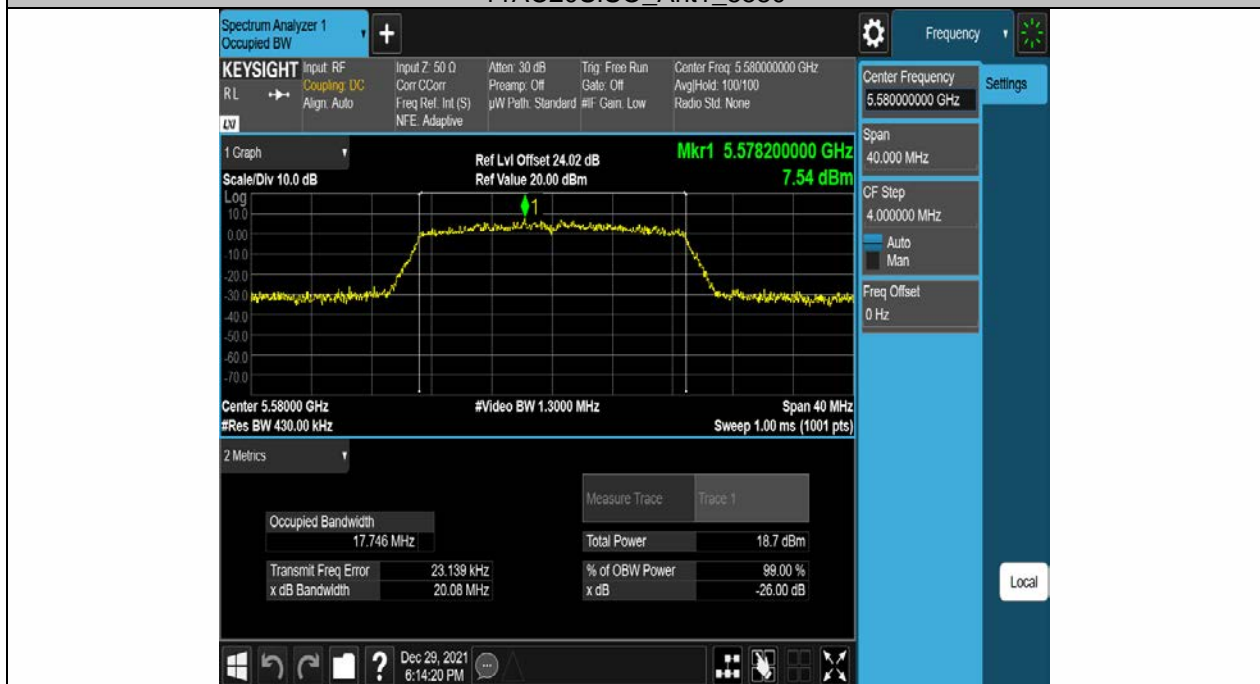 Spectrum Analyzer 1
Occupied BW
+
Frequency
KEYSIGHT
RL
LXI
Input: RF
Coupling: DC
Align: Auto
Input Z: 50 Ω
Corr CCorr
Freq Ref: Int (S)
NFE: Adaptive
Atten: 30 dB
Preamp: Off
µW Path: Standard
Trig: Free Run
Gate: Off
#IF Gain: Low
Center Freq: 5.580000000 GHz
Avg|Hold: 100/100
Radio Std: None
Center Frequency
5.580000000 GHz
Settings
Span
40.000 MHz
CF Step
4.000000 MHz
Auto
Man
Freq Offset
0 Hz
1 Graph
Scale/Div 10.0 dB
Ref Lvl Offset 24.02 dB
Ref Value 20.00 dBm
Mkr1 5.578200000 GHz
7.54 dBm
Log
10.0
0.00
-10.0
-20.0
-30.0
-40.0
-50.0
-60.0
-70.0
1
Center 5.58000 GHz
#Res BW 430.00 kHz
#Video BW 1.3000 MHz
Span 40 MHz
Sweep 1.00 ms (1001 pts)
2 Metrics
Measure Trace Trace 1
Occupied Bandwidth
17.746 MHz
Total Power 18.7 dBm
Transmit Freq Error 23.139 kHz
% of OBW Power 99.00 %
x dB Bandwidth 20.08 MHz
x dB -26.00 dB
Local
?
Dec 29, 2021
6:14:20 PM